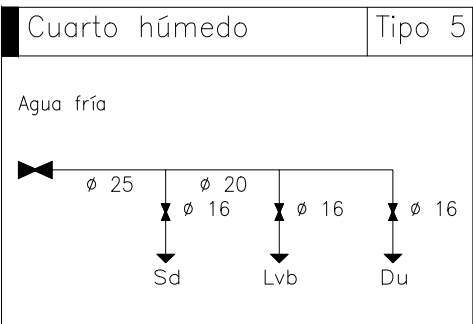 Cuarto húmedo
Tipo 5
Agua fría
ø 25
ø 20
ø 16
ø 16
ø 16
Sd
Lvb
Du